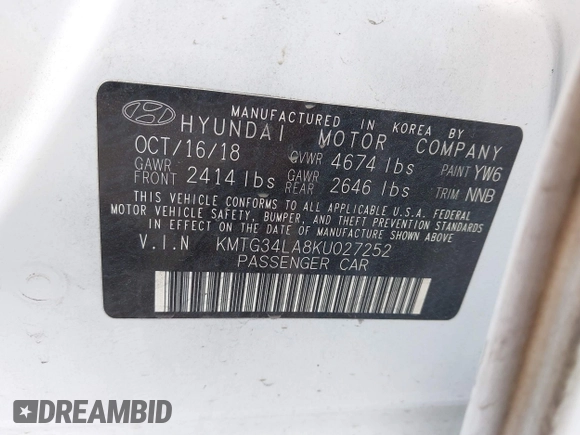 MANUFACTURED IN KOREA BY
HYUNDAI MOTOR COMPANY
OCT/16/18 GVWR 4674 lbs PAINT YW6
GAWR FRONT 2414 lbs GAWR REAR 2646 lbs TRIM NNB
THIS VEHICLE CONFORMS TO ALL APPLICABLE U.S.A. FEDERAL
MOTOR VEHICLE SAFETY, BUMPER, AND THEFT PREVENTION STANDARDS
IN EFFECT ON THE DATE OF MANUFACTURE SHOWN ABOVE.
V.I.N KMTG34LA8KU027252
PASSENGER CAR
DREAMBID